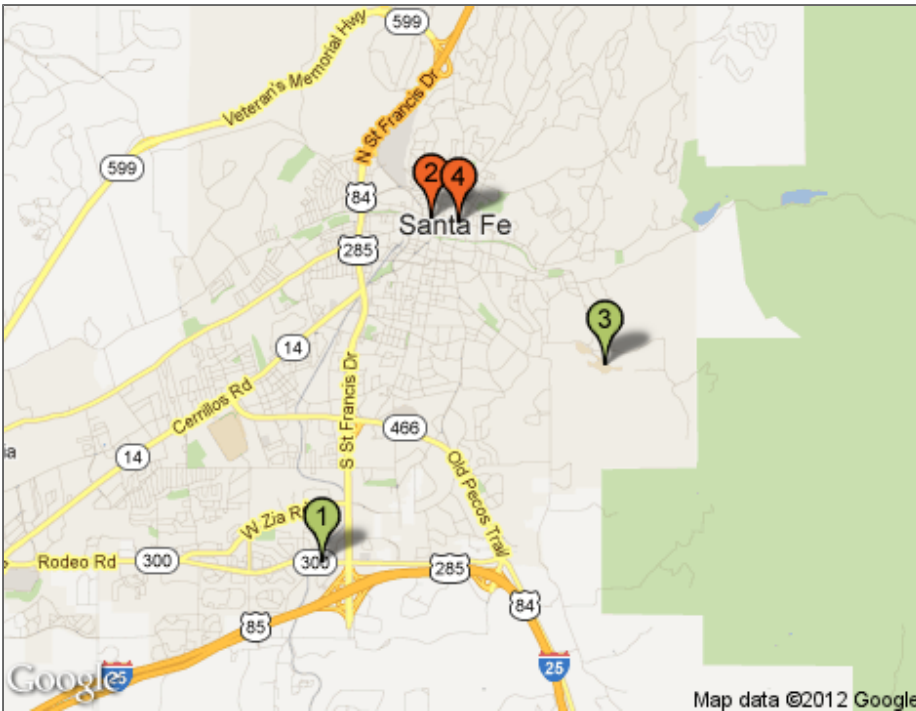 599
Veteran's Memorial Hwy
N St Francis Dr
599
2
4
84
Santa Fe
285
3
14
Cerrillos Rd
S St Francis Dr
466
ia
14
Old Pecos Trail
1
W Zia Rd
Rodeo Rd
300
300
285
84
85
25
25
Google
Map data ©2012 Google